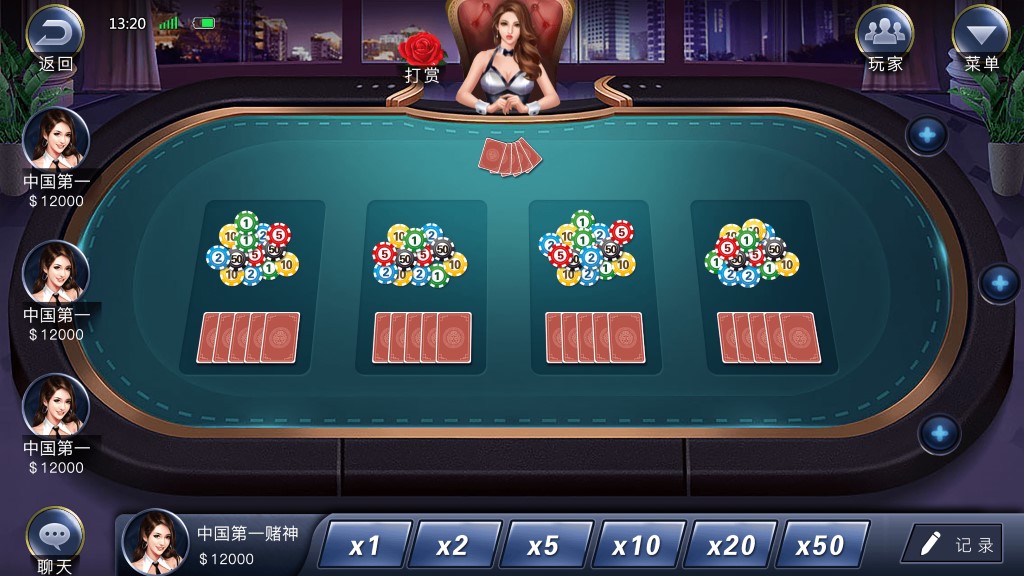 13:20
返回
打赏
玩家
菜单
中国第一
$12000
中国第一
$12000
中国第一
$12000
聊天
中国第一赌神
$12000
x1
x2
x5
x10
x20
x50
记录